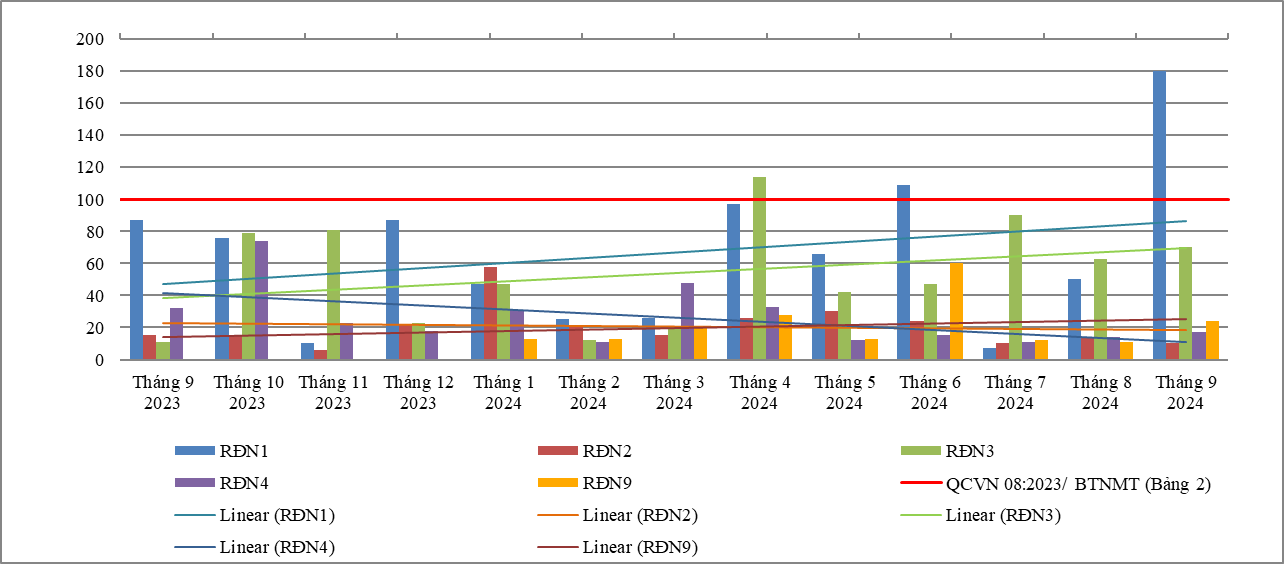 200
180
160
140
120
100
80
60
40
20
0
Tháng 9 2023
Tháng 10 2023
Tháng 11 2023
Tháng 12 2023
Tháng 1 2024
Tháng 2 2024
Tháng 3 2024
Tháng 4 2024
Tháng 5 2024
Tháng 6 2024
Tháng 7 2024
Tháng 8 2024
Tháng 9 2024
RĐN1
RĐN2
RĐN3
RĐN4
RĐN9
QCVN 08:2023/ BTNMT (Bảng 2)
Linear (RĐN1)
Linear (RĐN2)
Linear (RĐN3)
Linear (RĐN4)
Linear (RĐN9)